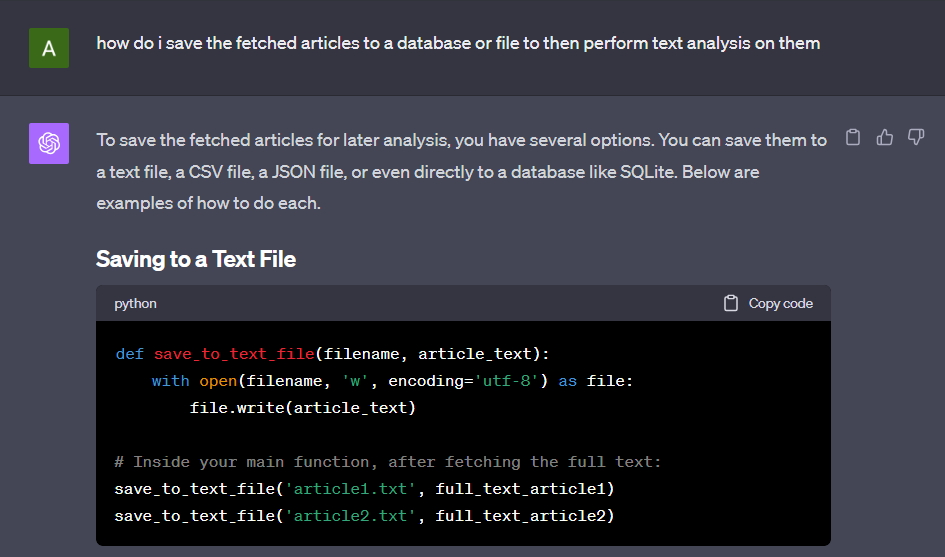 A
how do i save the fetched articles to a database or file to then perform text analysis on them
To save the fetched articles for later analysis, you have several options. You can save them to
a text file, a CSV file, a JSON file, or even directly to a database like SQLite. Below are
examples of how to do each.
Saving to a Text File
python Copy code
def save_to_text_file(filename, article_text):
    with open(filename, 'w', encoding='utf-8') as file:
        file.write(article_text)
# Inside your main function, after fetching the full text:
save_to_text_file('article1.txt', full_text_article1)
save_to_text_file('article2.txt', full_text_article2)